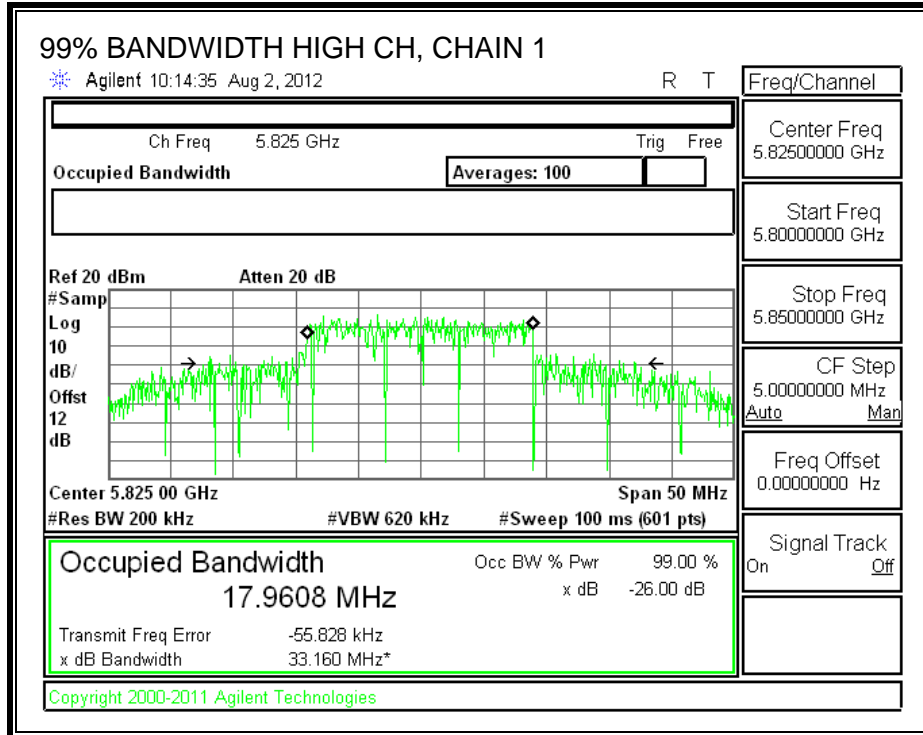 99% BANDWIDTH HIGH CH, CHAIN 1
Agilent 10:14:35 Aug 2, 2012 R T
Freq/Channel
Ch Freq 5.825 GHz Trig Free
Occupied Bandwidth Averages: 100
Center Freq
5.82500000 GHz
Start Freq
5.80000000 GHz
Stop Freq
5.85000000 GHz
CF Step
5.00000000 MHz
Auto Man
Freq Offset
0.00000000 Hz
Signal Track
On Off
Ref 20 dBm Atten 20 dB
#Samp
Log
10
dB/
Offst
12
dB
Center 5.825 00 GHz Span 50 MHz
#Res BW 200 kHz #VBW 620 kHz #Sweep 100 ms (601 pts)
Occupied Bandwidth Occ BW % Pwr 99.00 %
17.9608 MHz x dB -26.00 dB
Transmit Freq Error -55.828 kHz
x dB Bandwidth 33.160 MHz*
Copyright 2000-2011 Agilent Technologies